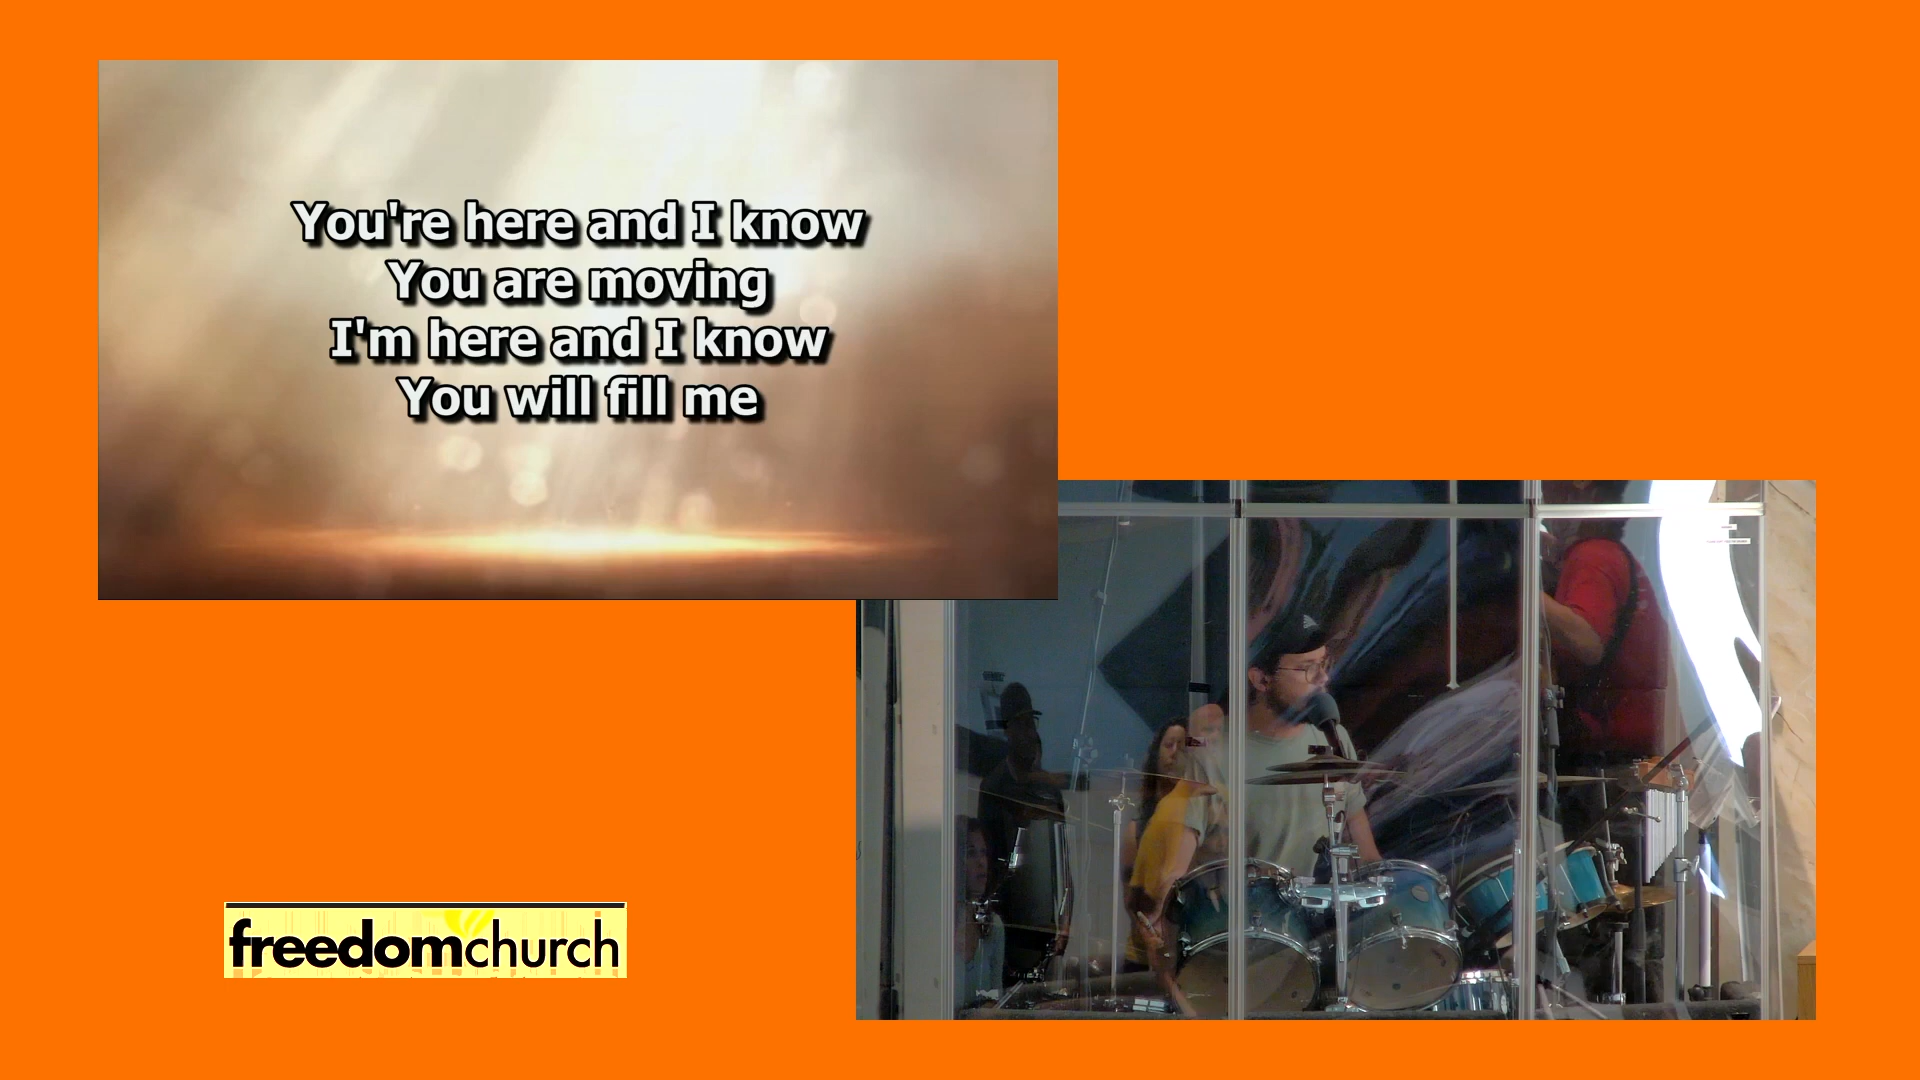 You're here and I know
You are moving
I'm here and I know
You will fill me
freedomchurch